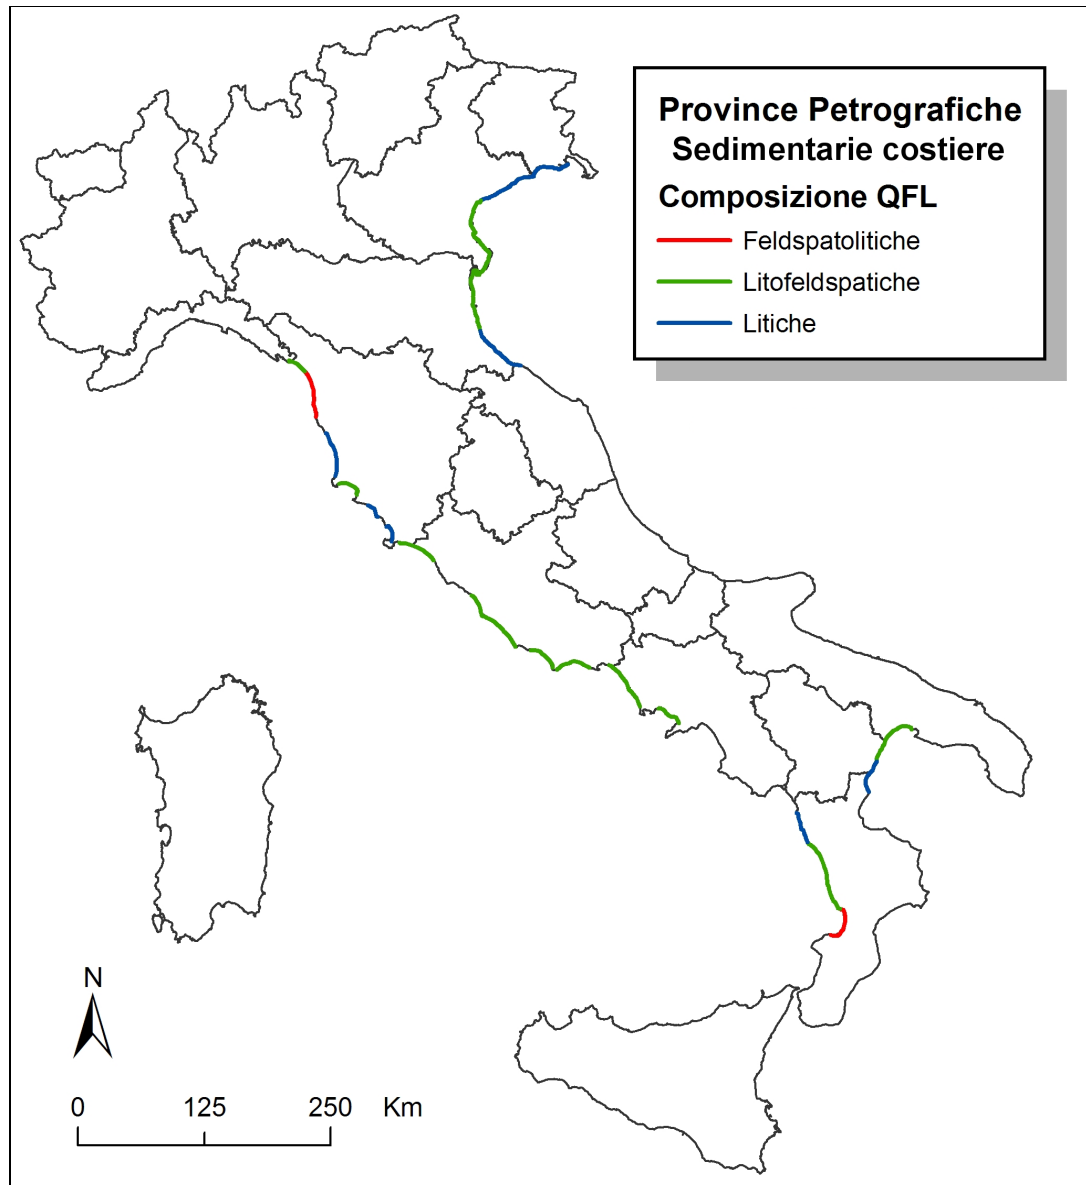 Province Petrografiche
Sedimentarie costiere
Composizione QFL
Feldspatolitiche
Litofeldspatiche
Litiche
N
0 125 250 Km